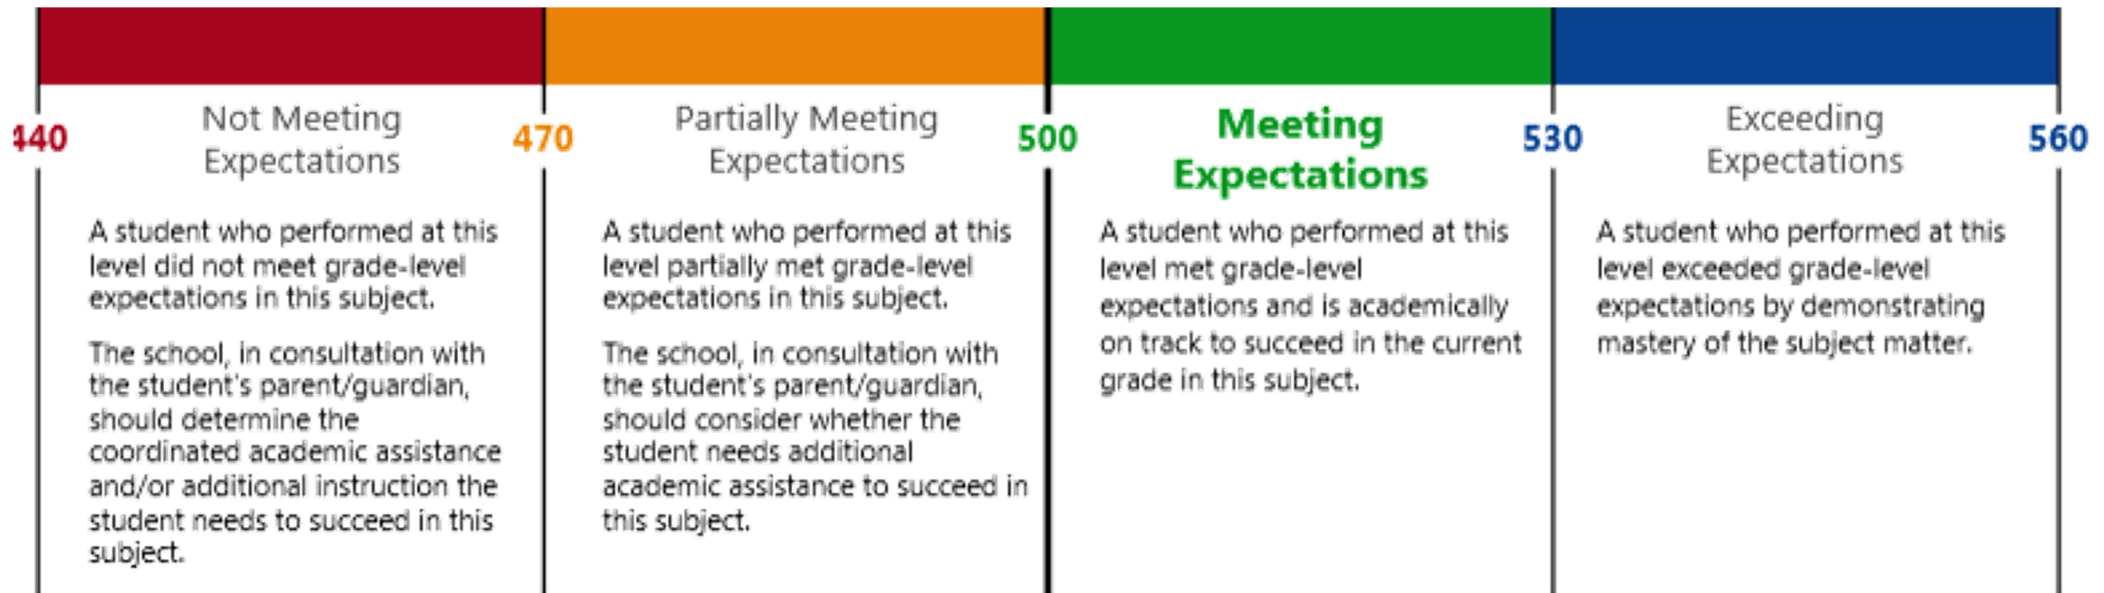 440
Not Meeting
Expectations
470
Partially Meeting
Expectations
500
Meeting
Expectations
530
Exceeding
Expectations
560
A student who performed at this
level did not meet grade-level
expectations in this subject.
The school, in consultation with
the student's parent/guardian,
should determine the
coordinated academic assistance
and/or additional instruction the
student needs to succeed in this
subject.
A student who performed at this
level partially met grade-level
expectations in this subject.
The school, in consultation with
the student's parent/guardian,
should consider whether the
student needs additional
academic assistance to succeed in
this subject.
A student who performed at this
level met grade-level
expectations and is academically
on track to succeed in the current
grade in this subject.
A student who performed at this
level exceeded grade-level
expectations by demonstrating
mastery of the subject matter.